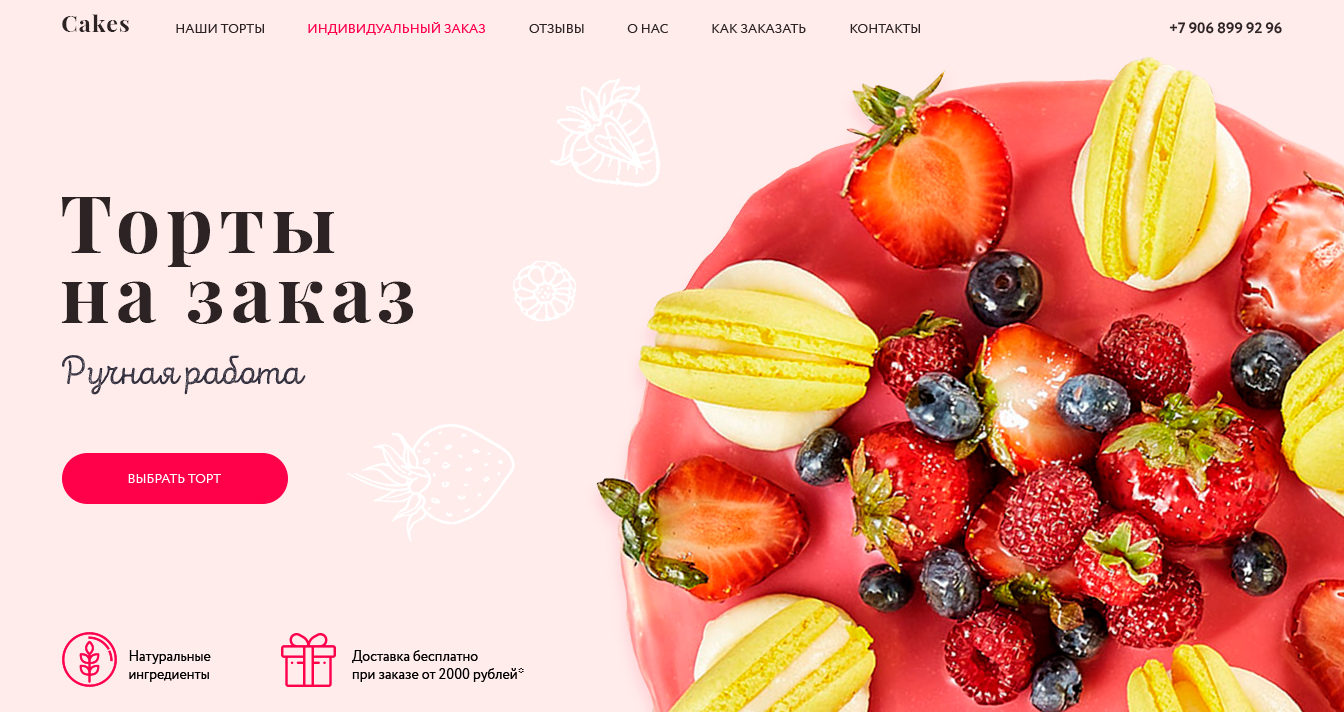 Cakes
НАШИ ТОРТЫ
ИНДИВИДУАЛЬНЫЙ ЗАКАЗ
ОТЗЫВЫ
О НАС
КАК ЗАКАЗАТЬ
КОНТАКТЫ
+7 906 899 92 96
Торты
на заказ
Ручная работа
ВЫБРАТЬ ТОРТ
Натуральные
ингредиенты
Доставка бесплатно
при заказе от 2000 рублей*